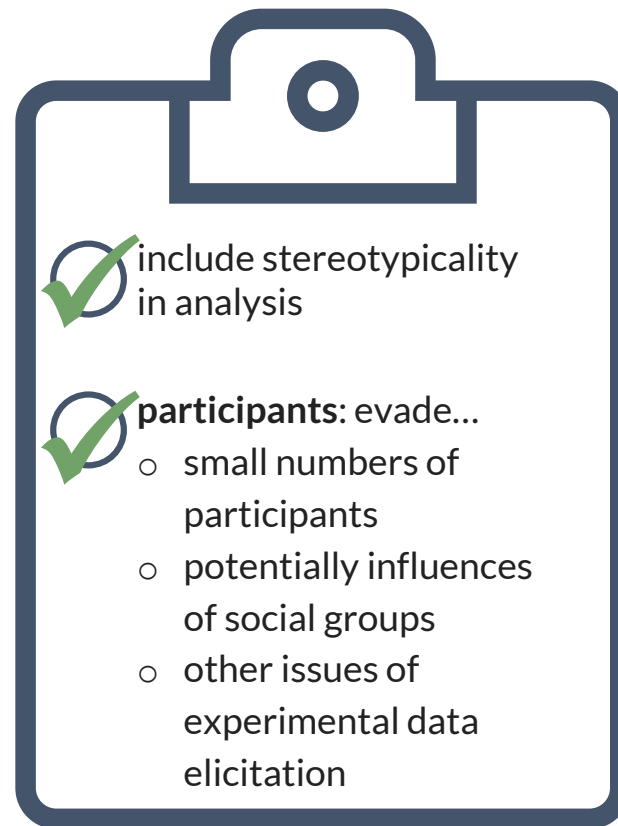 include stereotypicality
in analysis
participants: evade…
○ small numbers of
participants
○ potentially influences
of social groups
○ other issues of
experimental data
elicitation